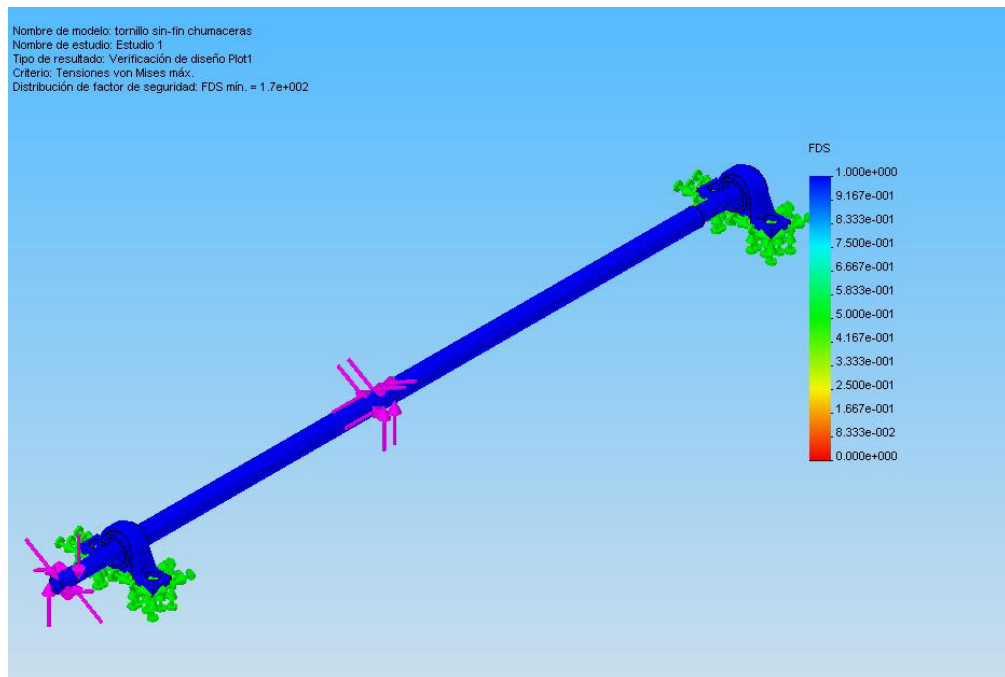 Nombre de modelo: tornillo sin-fin chumaceras
Nombre de estudio: Estudio 1
Tipo de resultado: Verificación de diseño Plot1
Criterio: Tensiones von Mises máx.
Distribución de factor de seguridad: FDS mín. = 1.7e+002
FDS
1.000e+000
9.167e-001
8.333e-001
7.500e-001
6.667e-001
5.833e-001
5.000e-001
4.167e-001
3.333e-001
2.500e-001
1.667e-001
8.333e-002
0.000e+000